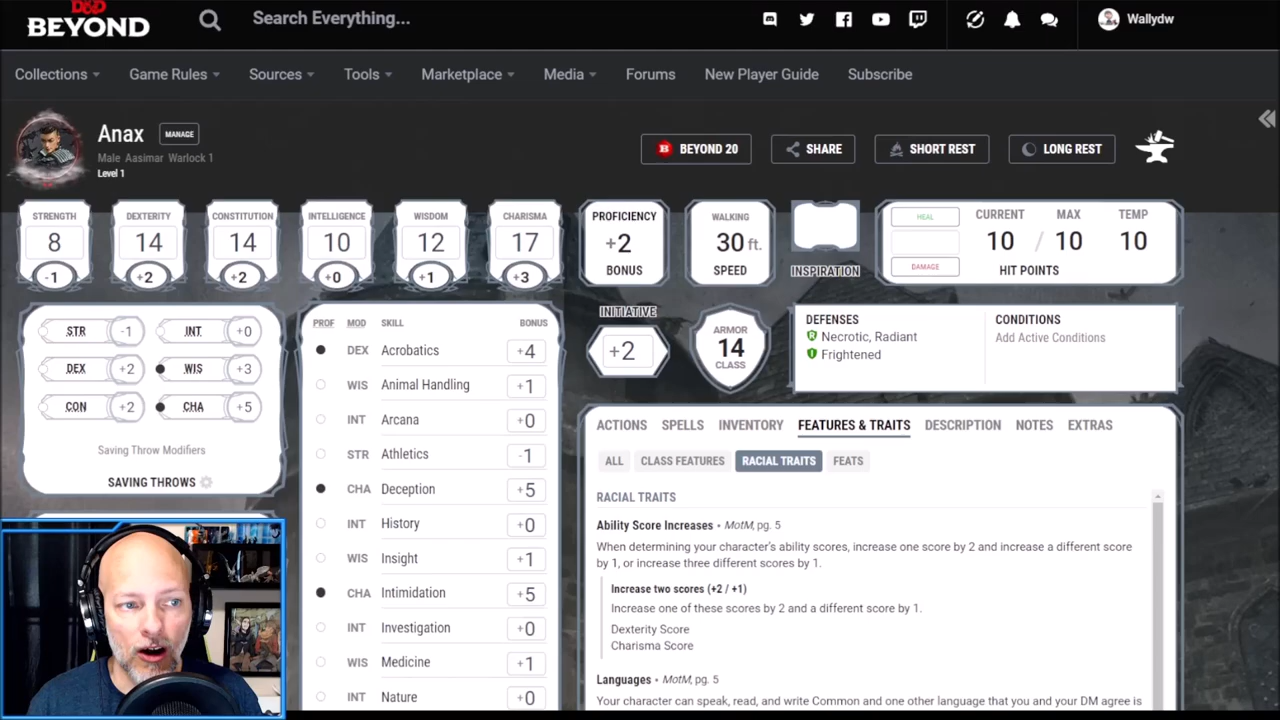 D&D
BEYOND
Search Everything...
Wallydw
Collections
Game Rules
Sources
Tools
Marketplace
Media
Forums
New Player Guide
Subscribe
Anax
MANAGE
Male Aasimar Warlock 1
Level 1
BEYOND 20
SHARE
SHORT REST
LONG REST
STRENGTH
8
-1
DEXTERITY
14
+2
CONSTITUTION
14
+2
INTELLIGENCE
10
+0
WISDOM
12
+1
CHARISMA
17
+3
PROFICIENCY
+2
BONUS
WALKING
30 ft.
SPEED
INSPIRATION
HEAL
DAMAGE
CURRENT
10
/
MAX
10
TEMP
10
HIT POINTS
STR -1
INT +0
DEX +2
WIS +3
CON +2
CHA +5
Saving Throw Modifiers
SAVING THROWS
PROF MOD SKILL BONUS
DEX Acrobatics +4
WIS Animal Handling +1
INT Arcana +0
STR Athletics -1
CHA Deception +5
INT History +0
WIS Insight +1
CHA Intimidation +5
INT Investigation +0
WIS Medicine +1
INT Nature +0
INITIATIVE
+2
ARMOR
14
CLASS
DEFENSES
R Necrotic, Radiant
I Frightened
CONDITIONS
Add Active Conditions
ACTIONS
SPELLS
INVENTORY
FEATURES & TRAITS
DESCRIPTION
NOTES
EXTRAS
ALL
CLASS FEATURES
RACIAL TRAITS
FEATS
RACIAL TRAITS
Ability Score Increases • MotM, pg. 5
When determining your character's ability scores, increase one score by 2 and increase a different score
by 1, or increase three different scores by 1.
Increase two scores (+2 / +1)
Increase one of these scores by 2 and a different score by 1.
Dexterity Score
Charisma Score
Languages • MotM, pg. 5
Your character can speak, read, and write Common and one other language that you and your DM agree is